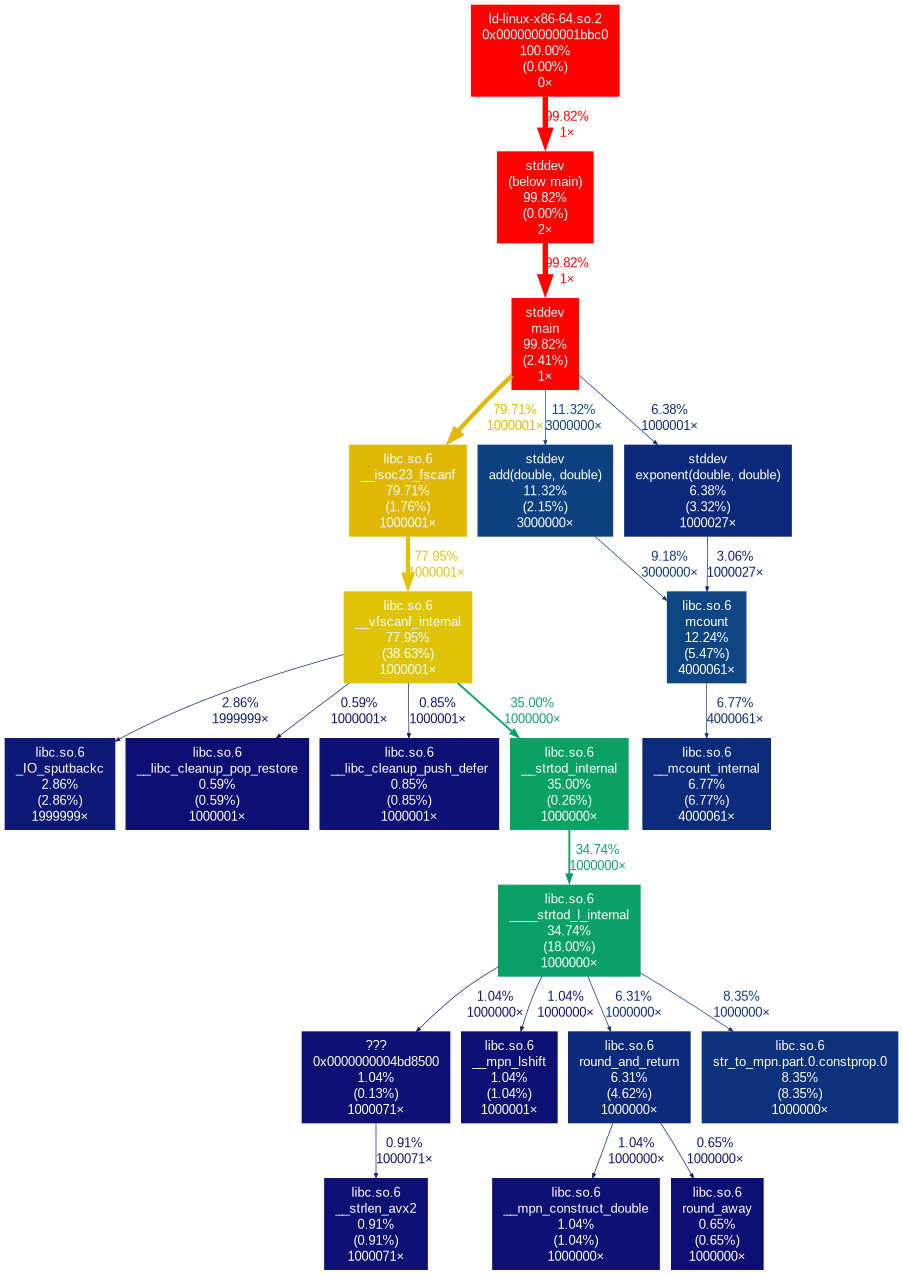 ld-linux-x86-64.so.2
0x000000000001bbc0
100.00%
(0.00%)
0×
99.82%
1×
stddev
(below main)
99.82%
(0.00%)
2×
99.82%
1×
stddev
main
99.82%
(2.41%)
1×
79.71%
1000001×
11.32%
3000000×
6.38%
1000001×
libc.so.6
__isoc23_fscanf
79.71%
(1.76%)
1000001×
stddev
add(double, double)
11.32%
(2.15%)
3000000×
stddev
exponent(double, double)
6.38%
(3.32%)
1000027×
77.95%
1000001×
9.18%
3000000×
3.06%
1000027×
libc.so.6
__vfscanf_internal
77.95%
(38.63%)
1000001×
libc.so.6
mcount
12.24%
(5.47%)
4000061×
2.86%
1999999×
0.59%
1000001×
0.85%
1000001×
35.00%
1000000×
6.77%
4000061×
libc.so.6
_IO_sputbackc
2.86%
(2.86%)
1999999×
libc.so.6
__libc_cleanup_pop_restore
0.59%
(0.59%)
1000001×
libc.so.6
__libc_cleanup_push_defer
0.85%
(0.85%)
1000001×
libc.so.6
__strtod_internal
35.00%
(0.26%)
1000000×
libc.so.6
__mcount_internal
6.77%
(6.77%)
4000061×
34.74%
1000000×
libc.so.6
____strtod_l_internal
34.74%
(18.00%)
1000000×
1.04%
1000000×
1.04%
1000000×
6.31%
1000000×
8.35%
1000000×
???
0x0000000004bd8500
1.04%
(0.13%)
1000071×
libc.so.6
__mpn_lshift
1.04%
(1.04%)
1000001×
libc.so.6
round_and_return
6.31%
(4.62%)
1000000×
libc.so.6
str_to_mpn.part.0.constprop.0
8.35%
(8.35%)
1000000×
0.91%
1000071×
1.04%
1000000×
0.65%
1000000×
libc.so.6
__strlen_avx2
0.91%
(0.91%)
1000071×
libc.so.6
__mpn_construct_double
1.04%
(1.04%)
1000000×
libc.so.6
round_away
0.65%
(0.65%)
1000000×